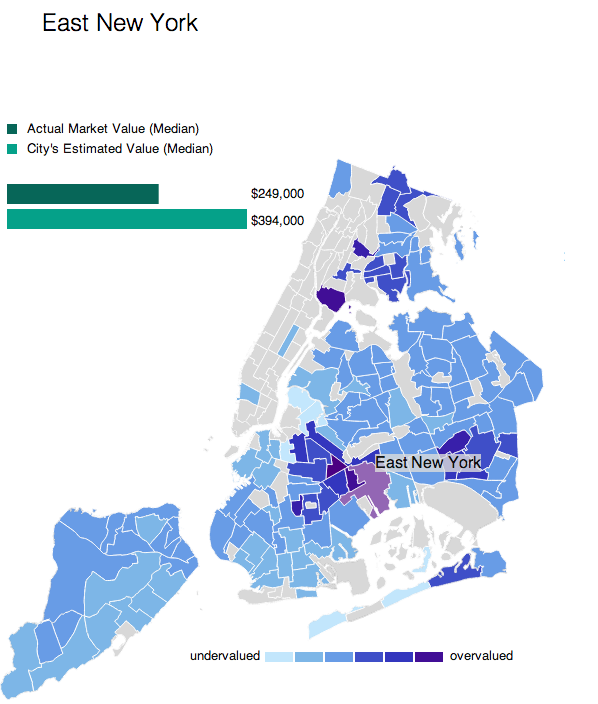 East New York
Actual Market Value (Median)
City's Estimated Value (Median)
$249,000
$394,000
East New York
undervalued overvalued